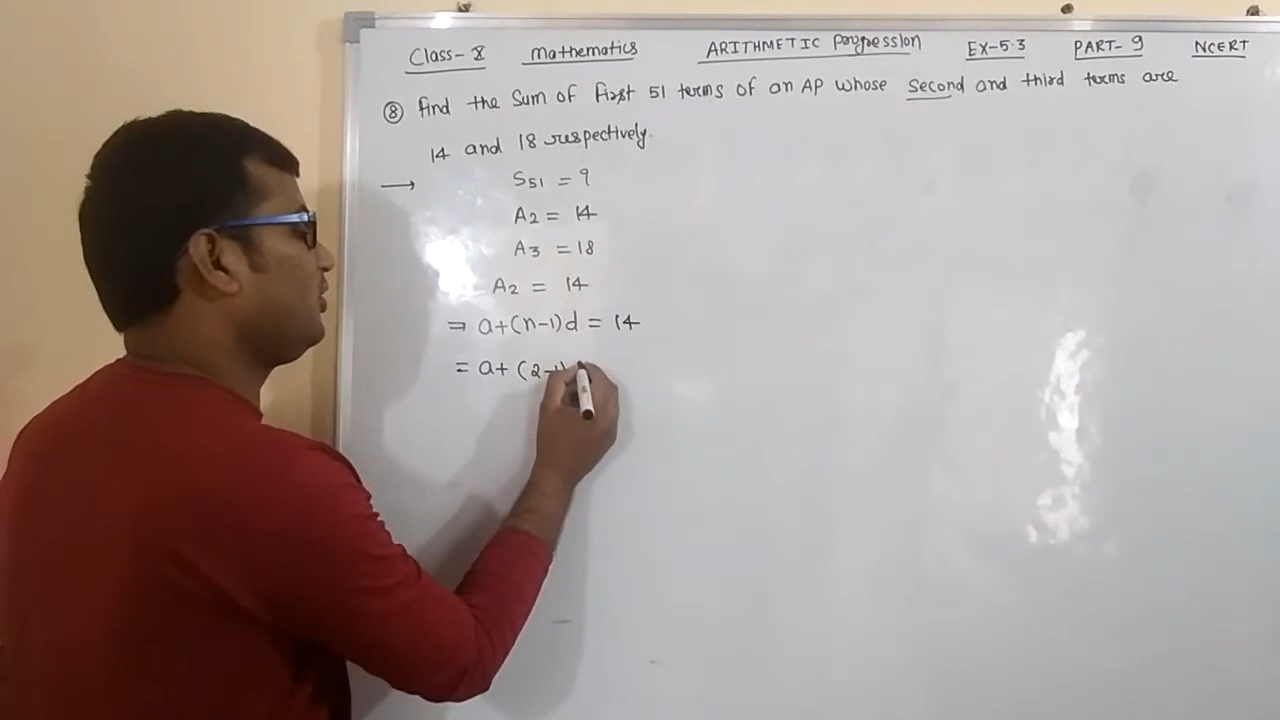 Class-X Mathematics ARITHMETIC Progression EX-5.3 PART-9 NCERT
⑧ find the Sum of first 51 terms of an AP whose second and third terms are
14 and 18 respectively.
→ S51 = ?
A2 = 14
A3 = 18
A2 = 14
⇒ a+(n-1)d = 14
= a+ (2-1)